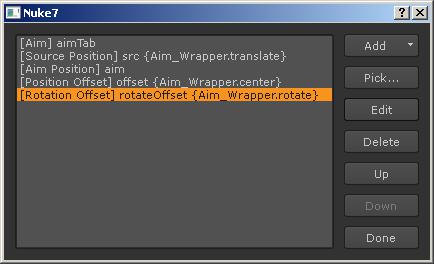 Nuke7
[Aim] aimTab
[Source Position] src {Aim_Wrapper.translate}
[Aim Position] aim
[Position Offset] offset {Aim_Wrapper.center}
[Rotation Offset] rotateOffset {Aim_Wrapper.rotate}
Add
Pick...
Edit
Delete
Up
Down
Done